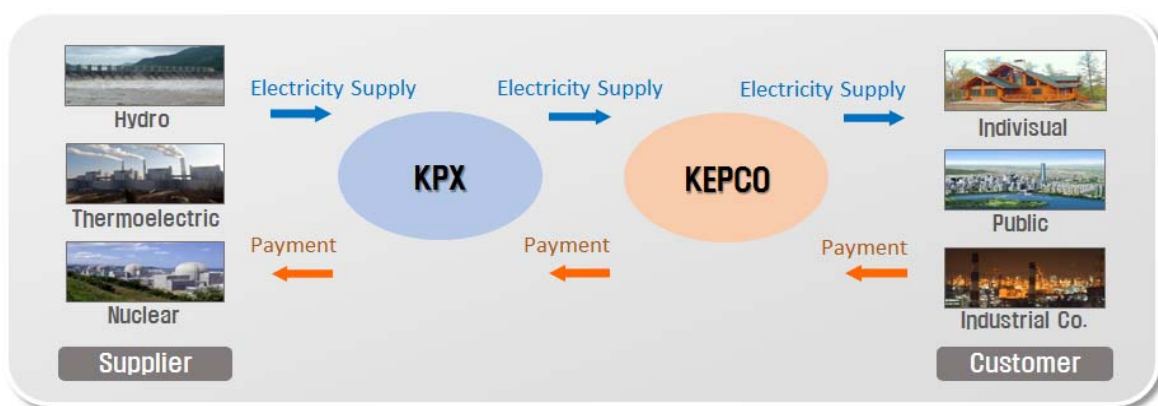 Electricity Supply
Electricity Supply
Electricity Supply
Hydro
Indivisual
KPX
KEPCO
Thermoelectric
Public
Payment
Payment
Payment
Nuclear
Industrial Co.
Supplier
Customer